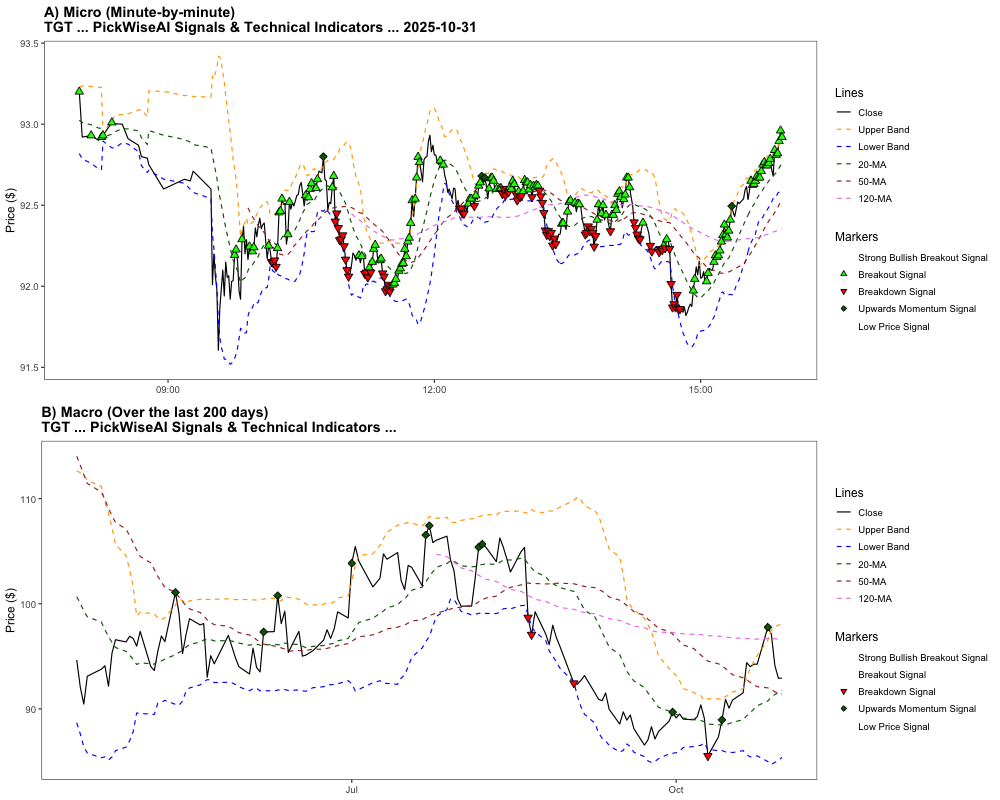 A) Micro (Minute-by-minute)
TGT ... PickWiseAI Signals & Technical Indicators ... 2025-10-31
93.5
93.0
92.5
92.0
91.5
Price ($)
09:00
12:00
15:00
Lines
Close
Upper Band
Lower Band
20-MA
50-MA
120-MA
Markers
Strong Bullish Breakout Signal
Breakout Signal
Breakdown Signal
Upwards Momentum Signal
Low Price Signal
B) Macro (Over the last 200 days)
TGT ... PickWiseAI Signals & Technical Indicators ...
110
100
90
Price ($)
Jul
Oct
Lines
Close
Upper Band
Lower Band
20-MA
50-MA
120-MA
Markers
Strong Bullish Breakout Signal
Breakout Signal
Breakdown Signal
Upwards Momentum Signal
Low Price Signal